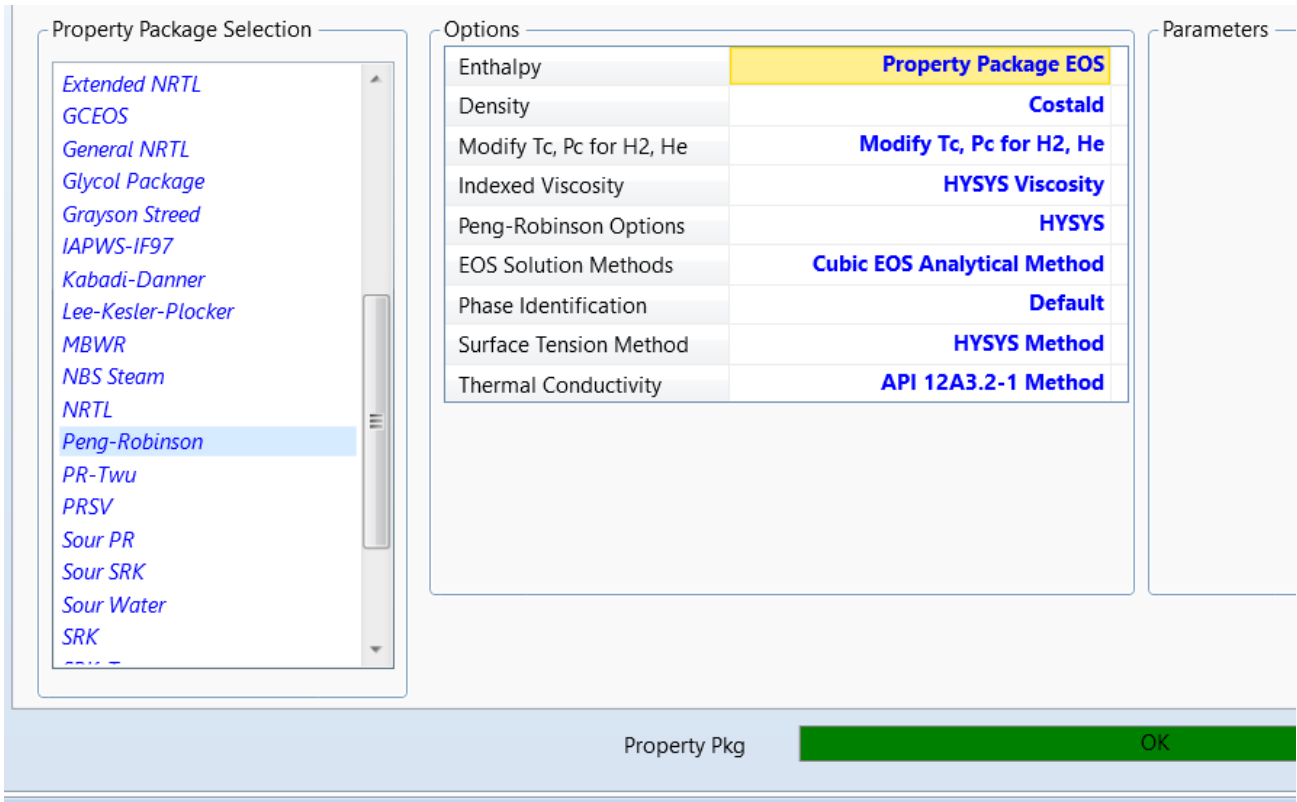 Property Package Selection
Extended NRTL
GCEOS
General NRTL
Glycol Package
Grayson Streed
IAPWS-IF97
Kabadi-Danner
Lee-Kesler-Plocker
MBWR
NBS Steam
NRTL
Peng-Robinson
PR-Twu
PRSV
Sour PR
Sour SRK
Sour Water
SRK
Options
Enthalpy Property Package EOS
Density Costald
Modify Tc, Pc for H2, He Modify Tc, Pc for H2, He
Indexed Viscosity HYSYS Viscosity
Peng-Robinson Options HYSYS
EOS Solution Methods Cubic EOS Analytical Method
Phase Identification Default
Surface Tension Method HYSYS Method
Thermal Conductivity API 12A3.2-1 Method
Parameters
Property Pkg OK